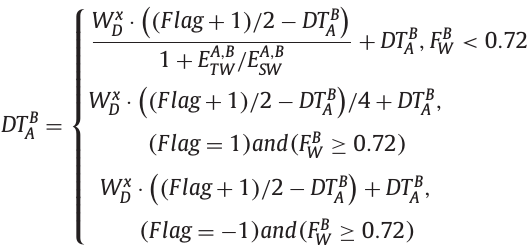 DT_A^B = { W_D^x · ((Flag + 1)/2 − DT_A^B) / (1 + E_TW^{A,B}/E_SW^{A,B}) + DT_A^B, F_W^B < 0.72
W_D^x · ((Flag + 1)/2 − DT_A^B)/4 + DT_A^B,
(Flag = 1)and(F_W^B ≥ 0.72)
W_D^x · ((Flag + 1)/2 − DT_A^B) + DT_A^B,
(Flag = −1)and(F_W^B ≥ 0.72)